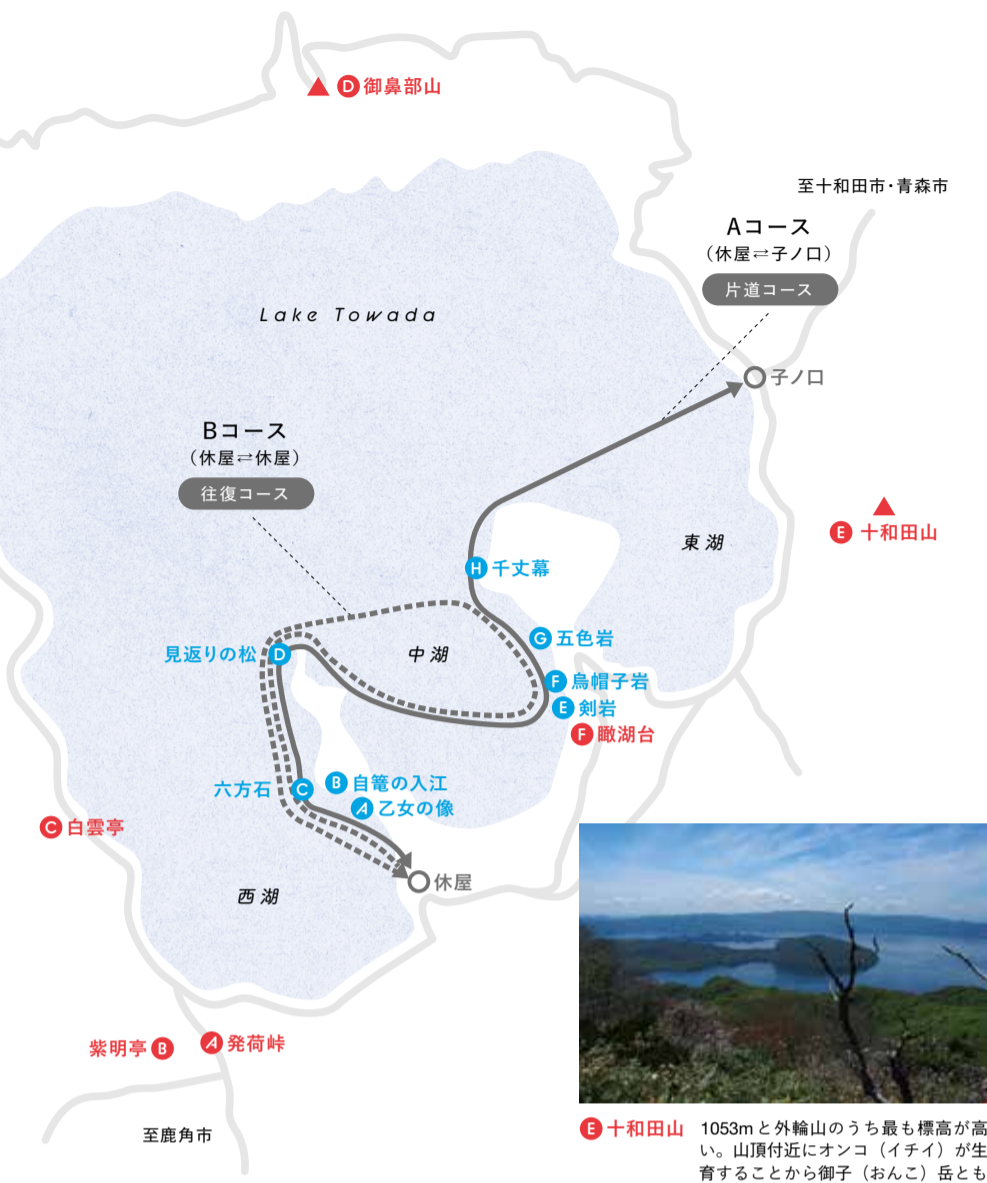 D 御鼻部山
至十和田市・青森市
Aコース
（休屋⇌子ノ口）
片道コース
Lake Towada
子ノ口
Bコース
（休屋⇌休屋）
往復コース
E 十和田山
東湖
H 千丈幕
G 五色岩
見返りの松 D
中湖
F 烏帽子岩
E 剣岩
F 瞰湖台
六方石 C
B 自篭の入江
A 乙女の像
C 白雲亭
休屋
西湖
紫明亭 B
A 発荷峠
至鹿角市
E 十和田山 1053mと外輪山のうち最も標高が高
い。山頂付近にオンコ（イチイ）が生
育することから御子（おんこ）岳とも